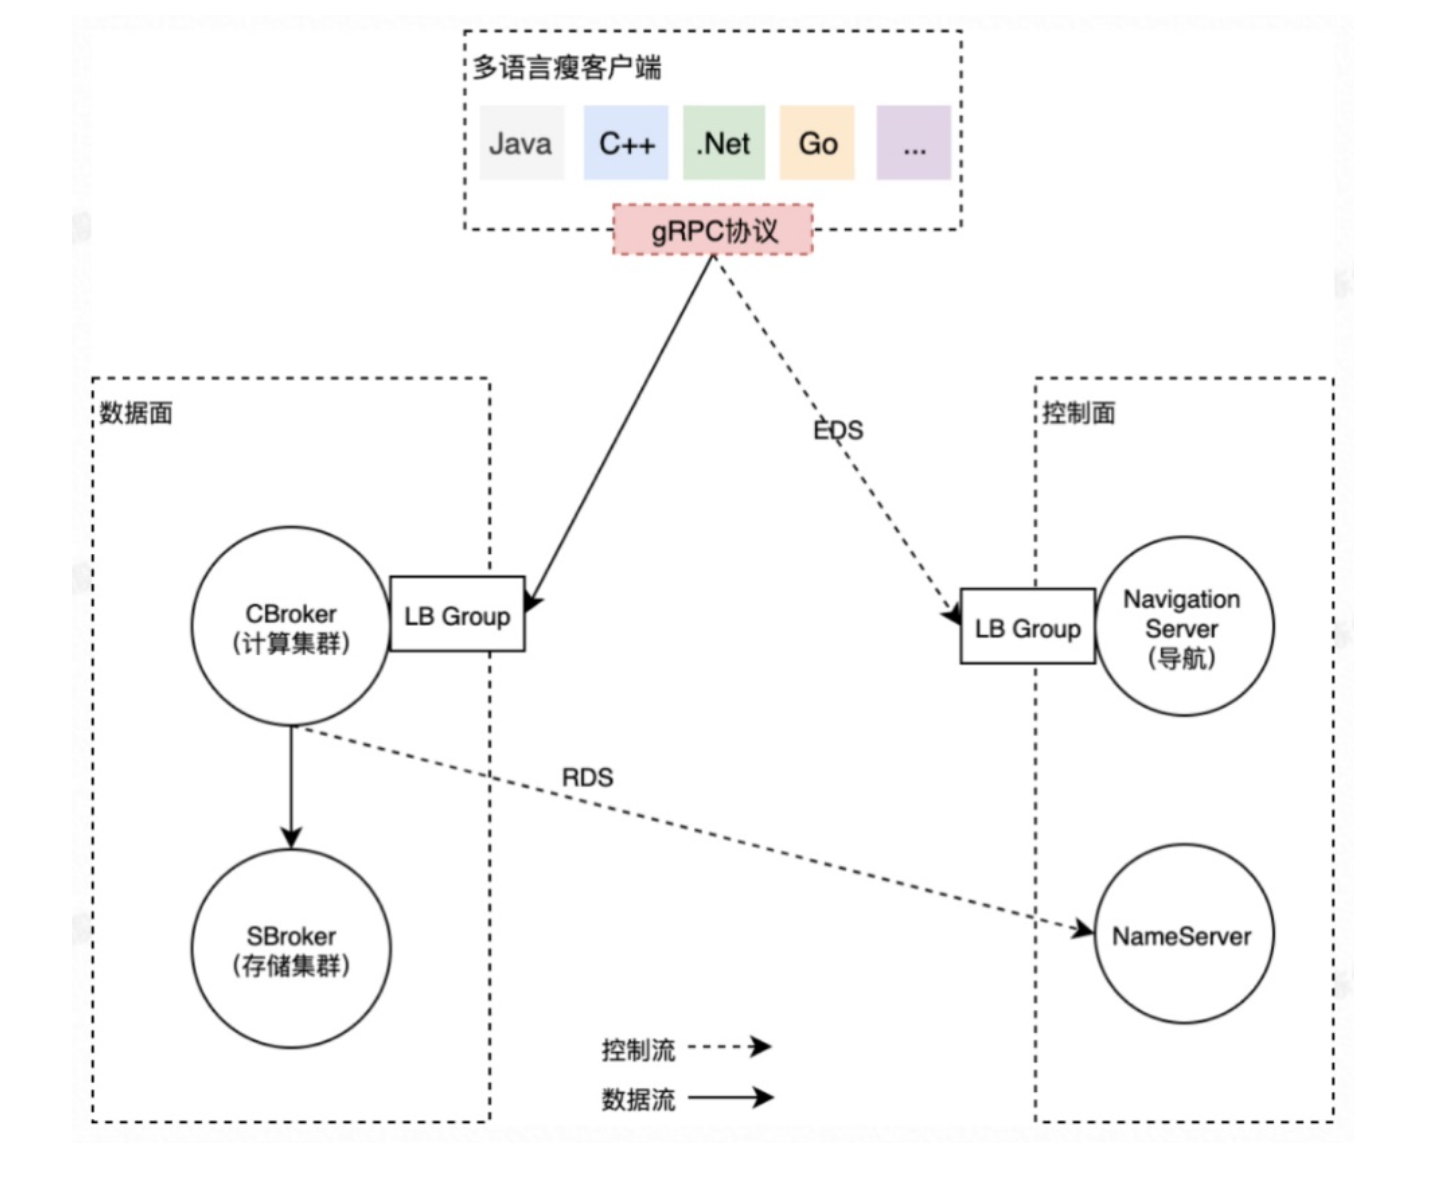 多语言瘦客户端
Java
C++
.Net
Go
...
gRPC协议
数据面
控制面
EDS
CBroker
(计算集群)
LB Group
LB Group
Navigation
Server
(导航)
RDS
SBroker
(存储集群)
NameServer
控制流
数据流